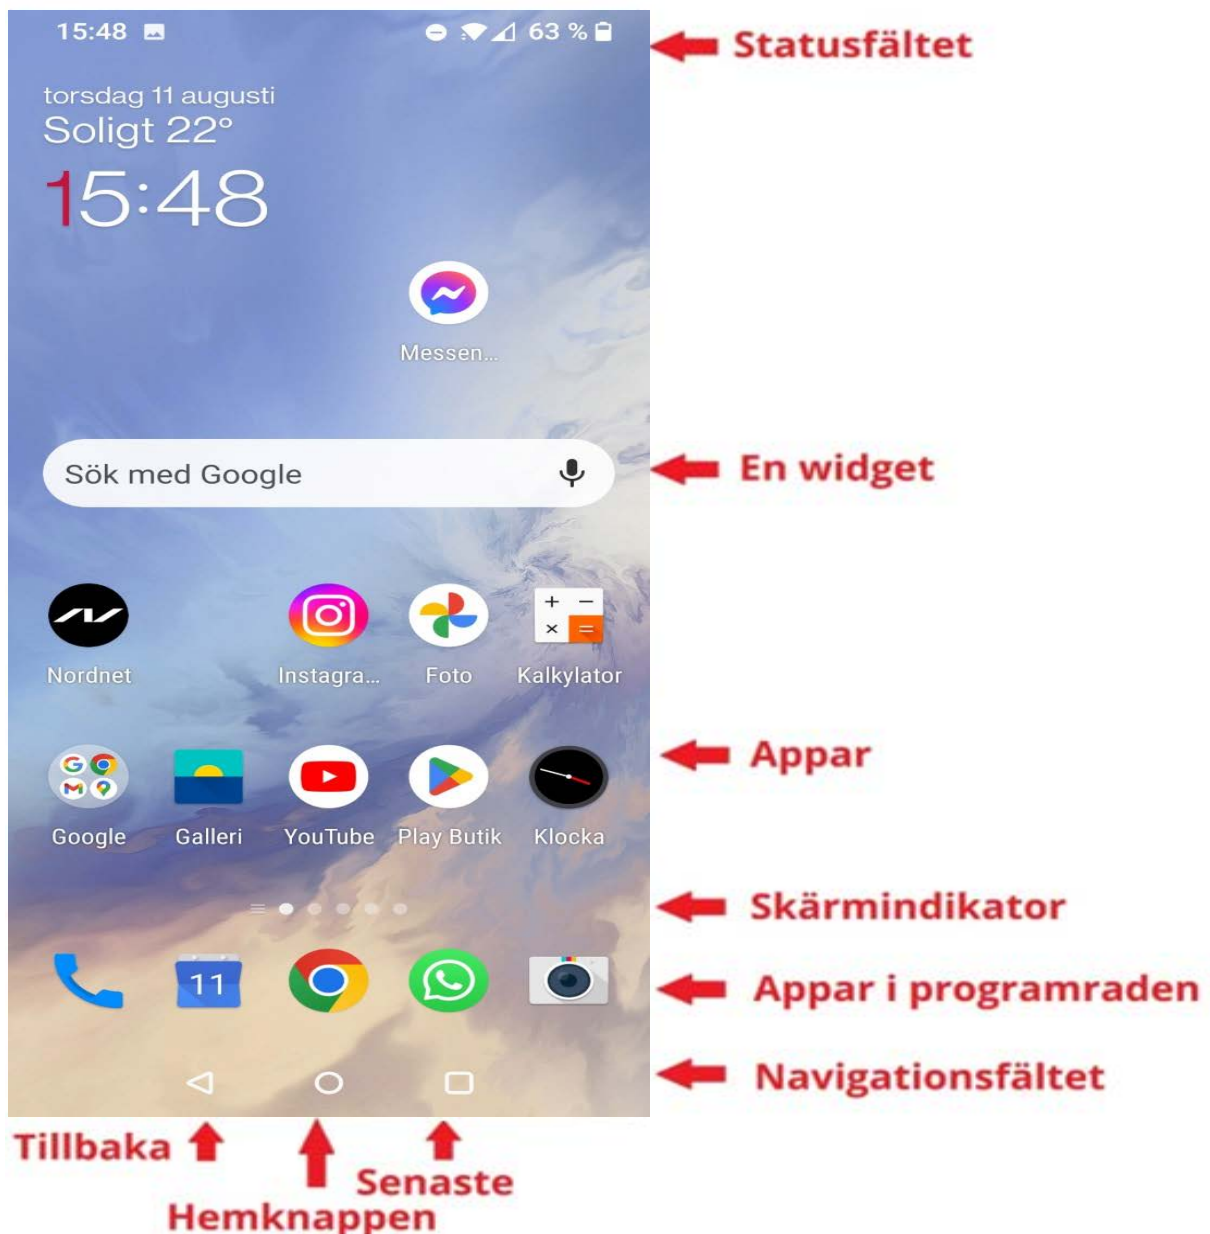 15:48 63 %
Statusfältet
torsdag 11 augusti
Soligt 22°
15:48
Messen...
Sök med Google
En widget
Nordnet Instagra... Foto Kalkylator
Appar
Google Galleri YouTube Play Butik Klocka
Skärmindikator
11
Appar i programraden
Navigationsfältet
Tillbaka
Senaste
Hemknappen